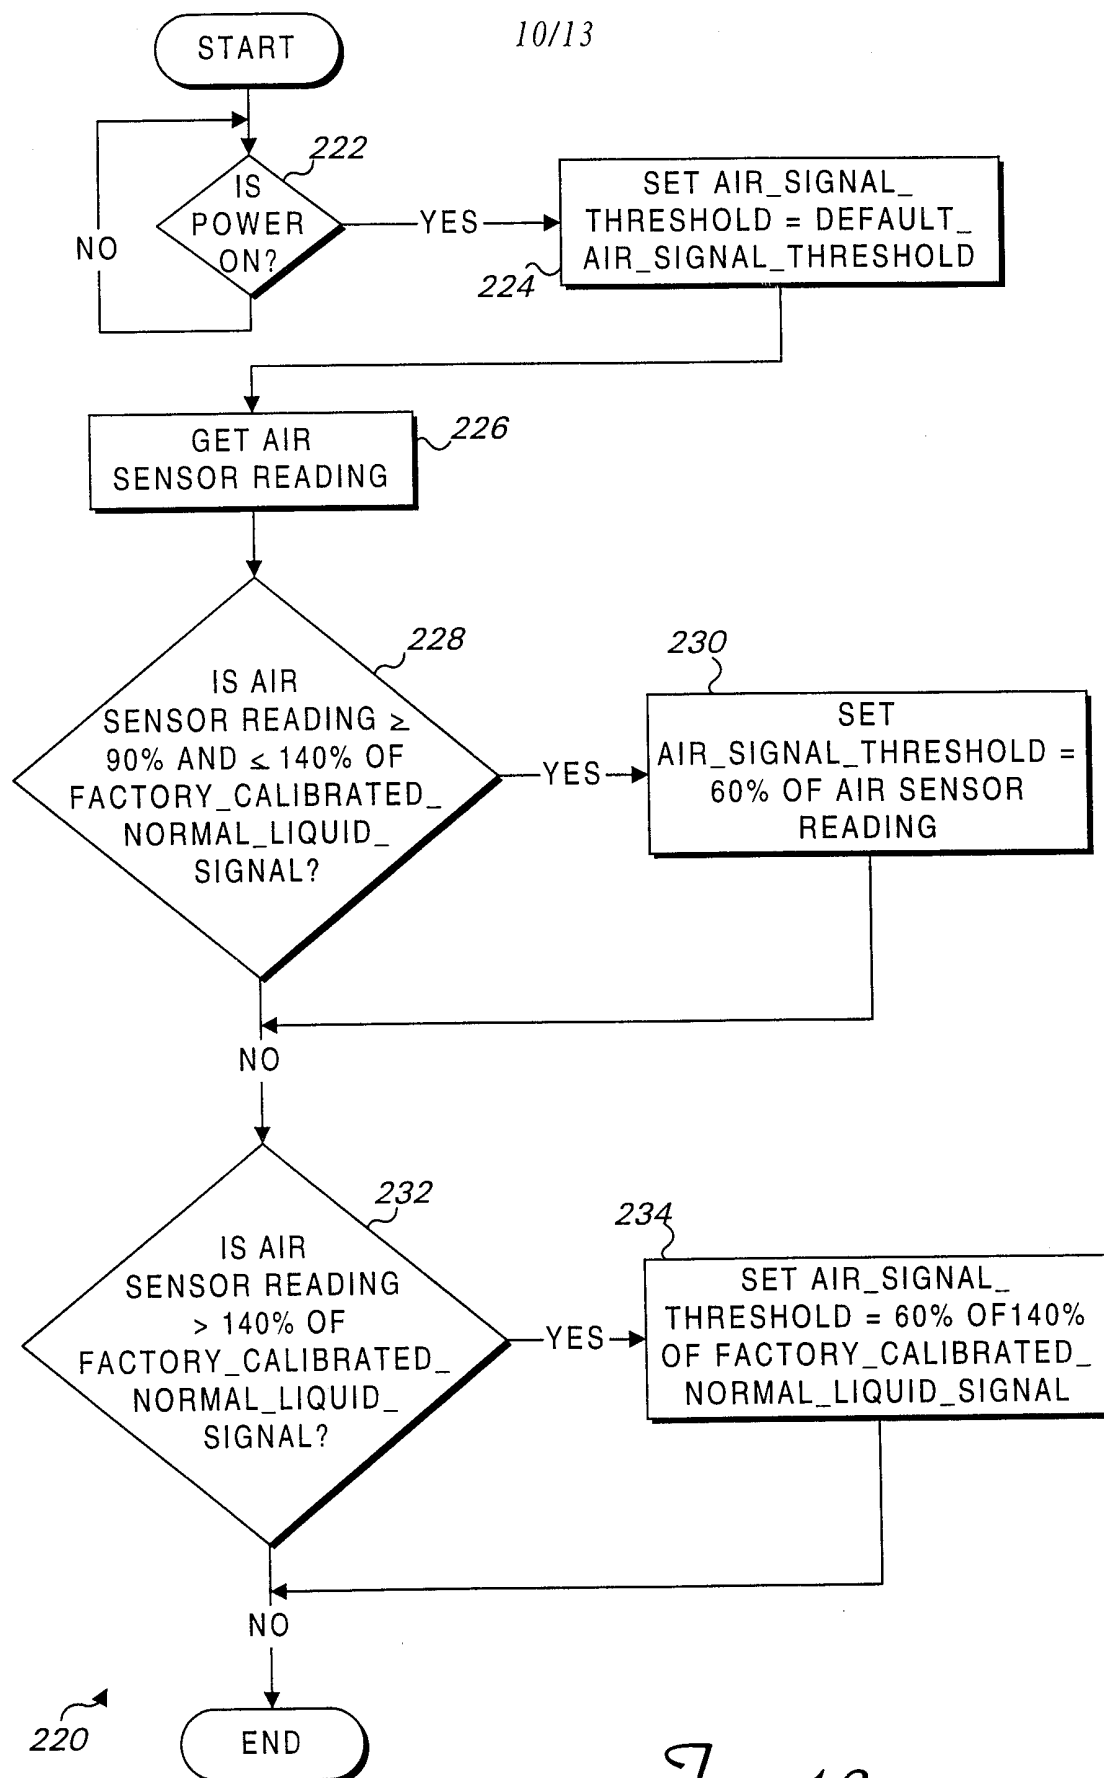 10/13
START
222
IS
POWER
ON?
NO
YES
SET AIR_SIGNAL_
THRESHOLD = DEFAULT_
AIR_SIGNAL_THRESHOLD
224
GET AIR
SENSOR READING
226
228
IS AIR
SENSOR READING ≥
90% AND ≤ 140% OF
FACTORY_CALIBRATED_
NORMAL_LIQUID_
SIGNAL?
YES
230
SET
AIR_SIGNAL_THRESHOLD =
60% OF AIR SENSOR
READING
NO
232
IS AIR
SENSOR READING
> 140% OF
FACTORY_CALIBRATED_
NORMAL_LIQUID_
SIGNAL?
YES
234
SET AIR_SIGNAL_
THRESHOLD = 60% OF140%
OF FACTORY_CALIBRATED_
NORMAL_LIQUID_SIGNAL
NO
220
END